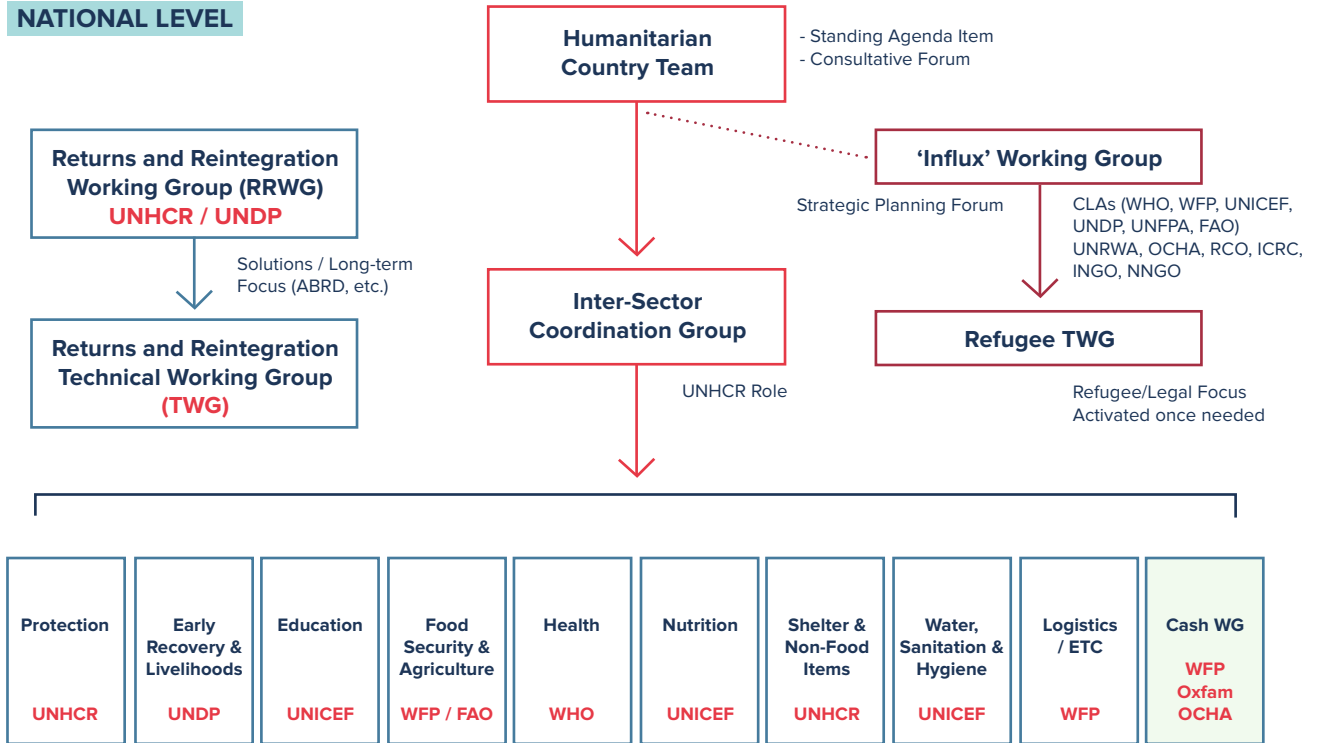 NATIONAL LEVEL
Humanitarian
Country Team
- Standing Agenda Item
- Consultative Forum
Returns and Reintegration
Working Group (RRWG)
UNHCR / UNDP
Solutions / Long-term
Focus (ABRD, etc.)
Returns and Reintegration
Technical Working Group
(TWG)
Inter-Sector
Coordination Group
UNHCR Role
‘Influx’ Working Group
Strategic Planning Forum
CLAs (WHO, WFP, UNICEF,
UNDP, UNFPA, FAO)
UNRWA, OCHA, RCO, ICRC,
INGO, NNGO
Refugee TWG
Refugee/Legal Focus
Activated once needed
Protection
UNHCR
Early
Recovery &
Livelihoods
UNDP
Education
UNICEF
Food
Security &
Agriculture
WFP / FAO
Health
WHO
Nutrition
UNICEF
Shelter &
Non-Food
Items
UNHCR
Water,
Sanitation &
Hygiene
UNICEF
Logistics
/ ETC
WFP
Cash WG
WFP
Oxfam
OCHA